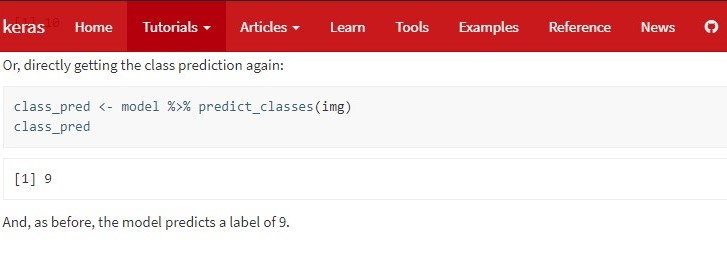 keras Home Tutorials Articles Learn Tools Examples Reference News
Or, directly getting the class prediction again:
class_pred <- model %>% predict_classes(img)
class_pred
[1] 9
And, as before, the model predicts a label of 9.